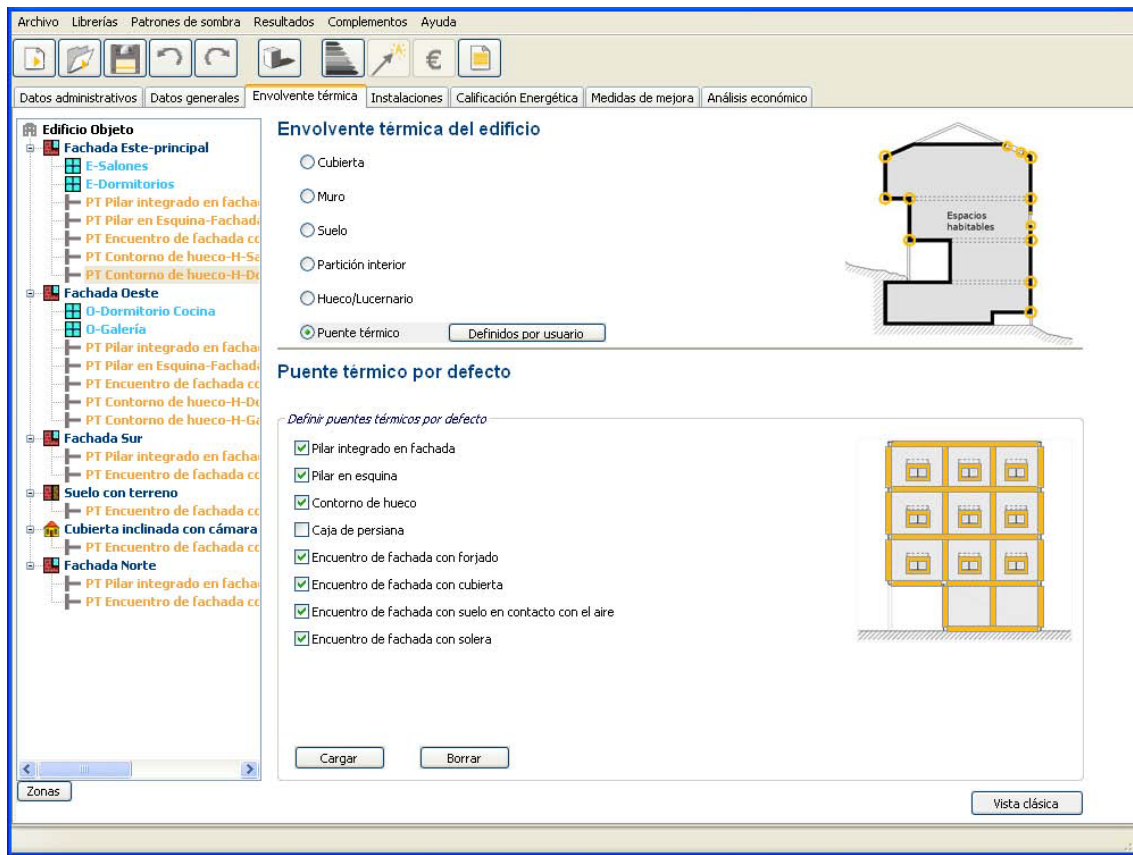 Archivo Librerías Patrones de sombra Resultados Complementos Ayuda
€
Datos administrativos Datos generales Envolvente térmica Instalaciones Calificación Energética Medidas de mejora Análisis económico
Edificio Objeto
Fachada Este-principal
E-Salones
E-Dormitorios
PT Pilar integrado en facha
PT Pilar en Esquina-Fachad
PT Encuentro de fachada co
PT Contorno de hueco-H-Sa
PT Contorno de hueco-H-Do
Fachada Oeste
O-Dormitorio Cocina
O-Galería
PT Pilar integrado en facha
PT Pilar en Esquina-Fachad
PT Encuentro de fachada co
PT Contorno de hueco-H-Do
PT Contorno de hueco-H-Ga
Fachada Sur
PT Pilar integrado en facha
PT Encuentro de fachada co
Suelo con terreno
PT Encuentro de fachada co
Cubierta inclinada con cámara
PT Encuentro de fachada co
Fachada Norte
PT Pilar integrado en facha
PT Encuentro de fachada co
Zonas
Envolvente térmica del edificio
Cubierta
Muro
Suelo
Partición interior
Hueco/Lucernario
Puente térmico Definidos por usuario
Espacios
habitables
Puente térmico por defecto
Definir puentes térmicos por defecto
Pilar integrado en fachada
Pilar en esquina
Contorno de hueco
Caja de persiana
Encuentro de fachada con forjado
Encuentro de fachada con cubierta
Encuentro de fachada con suelo en contacto con el aire
Encuentro de fachada con solera
Cargar Borrar
Vista clásica